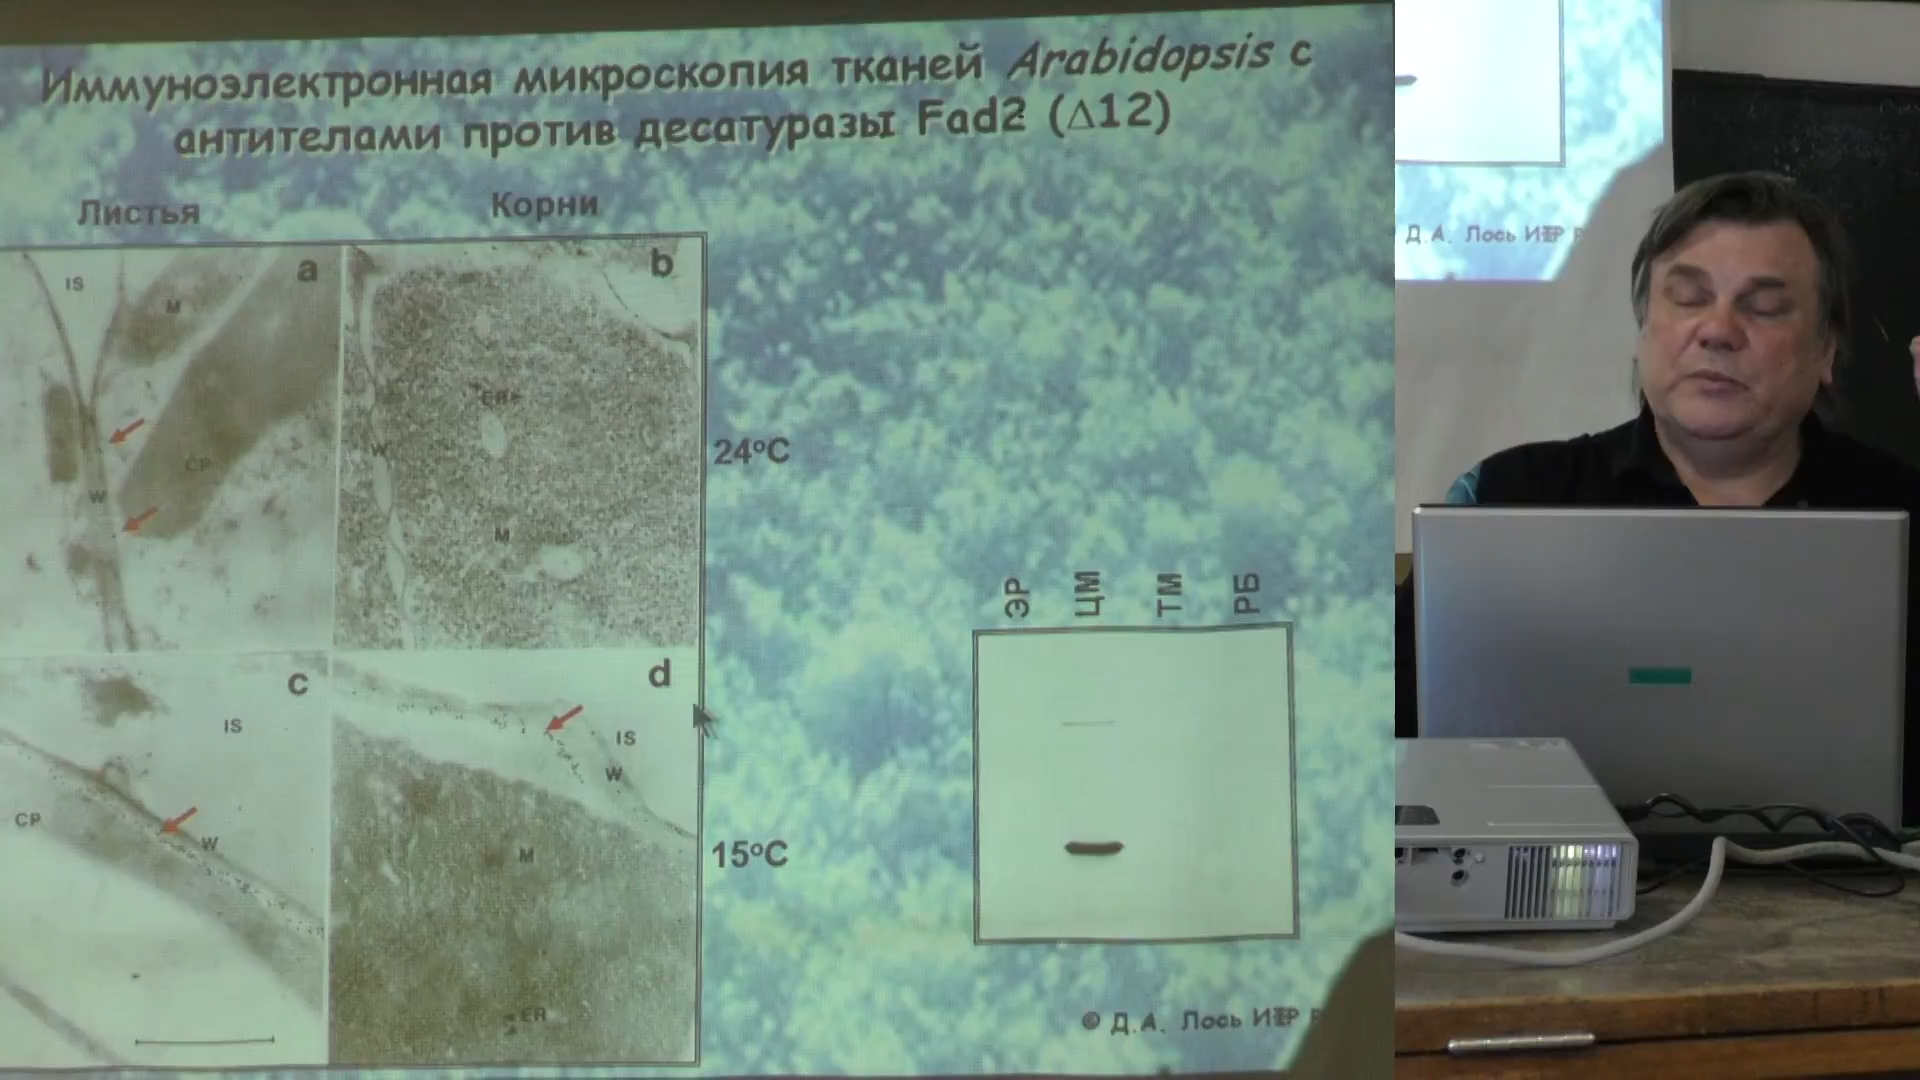 Иммуноэлектронная микроскопия тканей Arabidopsis с
антителами против десатуразы Fad2 (Δ12)
Листья
Корни
IS
M
a
CP
W
b
ER
W
M
24°C
c
IS
CP
W
d
IS
W
M
ER
15°C
ЭР
ЦМ
ТМ
РБ
© Д.А. Лось
Д.А. Лось